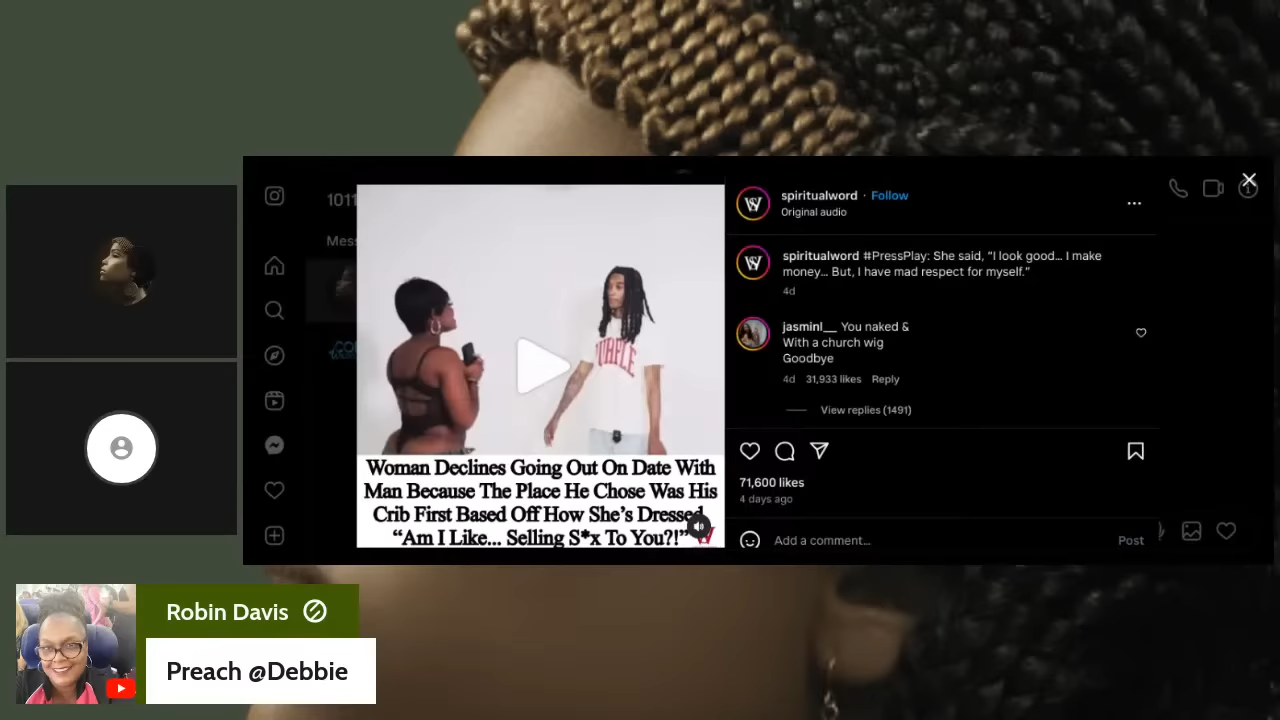 1011
Mess
spiritualword · Follow
Original audio
spiritualword #PressPlay: She said, “I look good… I make
money… But, I have mad respect for myself.”
4d
jasminl__ You naked &
With a church wig
Goodbye
4d 31,933 likes Reply
View replies (1491)
71,600 likes
4 days ago
Add a comment… Post
PURPLE
Woman Declines Going Out On Date With
Man Because The Place He Chose Was His
Crib First Based Off How She’s Dressed
“Am I Like... Selling S*x To You?!”
Robin Davis
Preach @Debbie